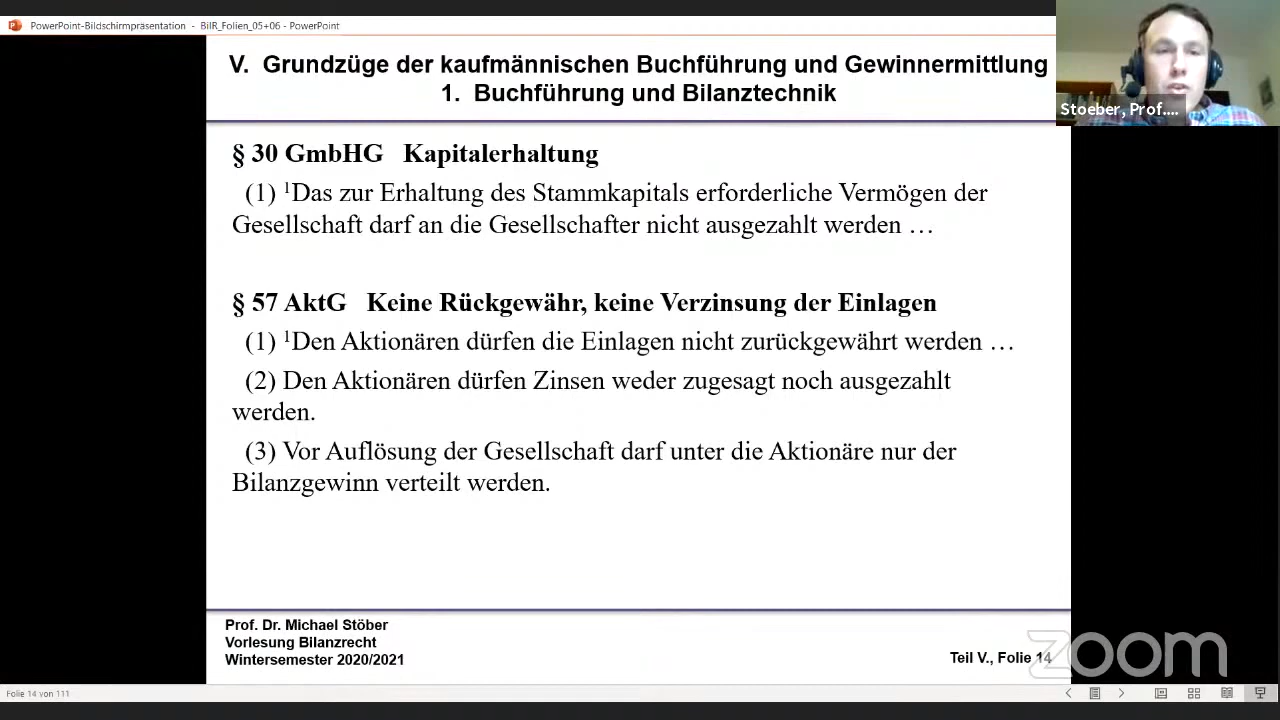 PowerPoint-Bildschirmpräsentation - BilR_Folien_05+06 - PowerPoint
V. Grundzüge der kaufmännischen Buchführung und Gewinnermittlung
1. Buchführung und Bilanztechnik
Stoeber, Prof....
§ 30 GmbHG Kapitalerhaltung
(1) ¹Das zur Erhaltung des Stammkapitals erforderliche Vermögen der
Gesellschaft darf an die Gesellschafter nicht ausgezahlt werden …
§ 57 AktG Keine Rückgewähr, keine Verzinsung der Einlagen
(1) ¹Den Aktionären dürfen die Einlagen nicht zurückgewährt werden …
(2) Den Aktionären dürfen Zinsen weder zugesagt noch ausgezahlt
werden.
(3) Vor Auflösung der Gesellschaft darf unter die Aktionäre nur der
Bilanzgewinn verteilt werden.
Prof. Dr. Michael Stöber
Vorlesung Bilanzrecht
Wintersemester 2020/2021
Teil V., Folie 14
zoom
Folie 14 von 111